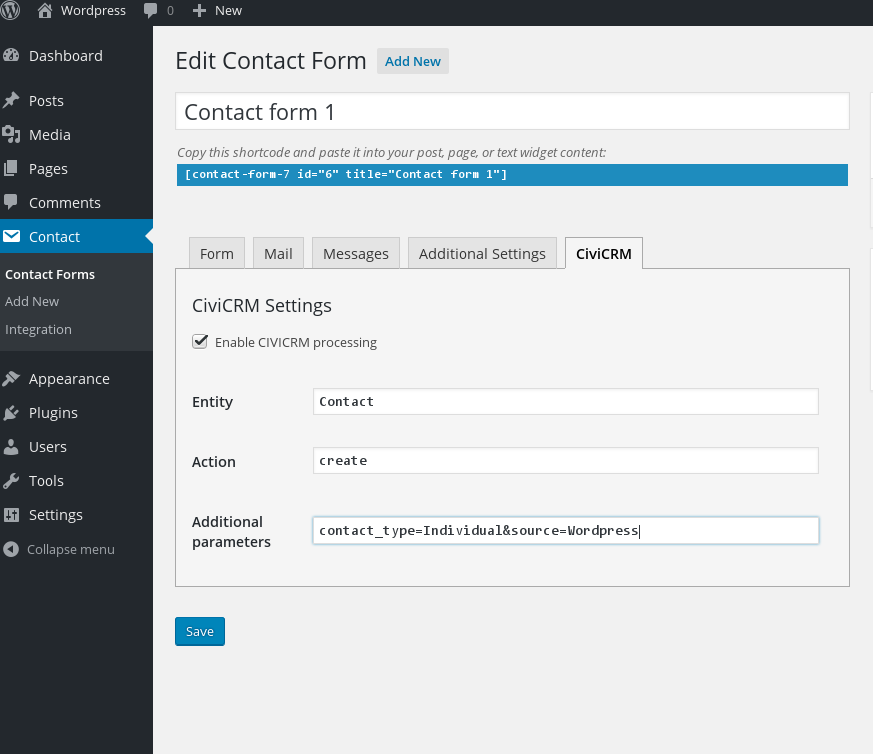 Wordpress 0 New
Dashboard
Posts
Media
Pages
Comments
Contact
Contact Forms
Add New
Integration
Appearance
Plugins
Users
Tools
Settings
Collapse menu
Edit Contact Form Add New
Contact form 1
Copy this shortcode and paste it into your post, page, or text widget content:
[contact-form-7 id="6" title="Contact form 1"]
Form Mail Messages Additional Settings CiviCRM
CiviCRM Settings
Enable CIVICRM processing
Entity Contact
Action create
Additional
parameters
contact_type=Individual&source=Wordpress
Save